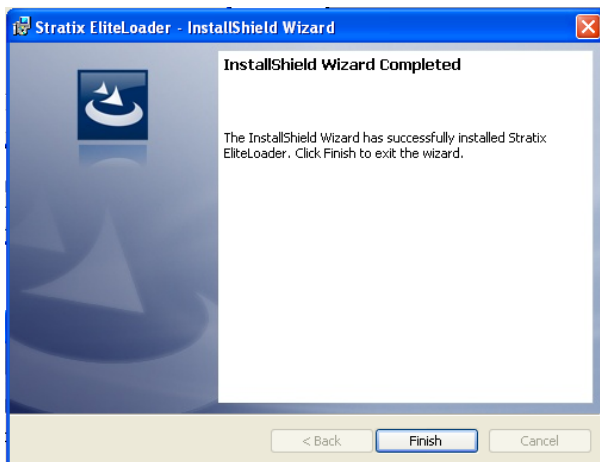 Stratix EliteLoader - InstallShield Wizard
InstallShield Wizard Completed
The InstallShield Wizard has successfully installed Stratix
EliteLoader. Click Finish to exit the wizard.
< Back
Finish
Cancel